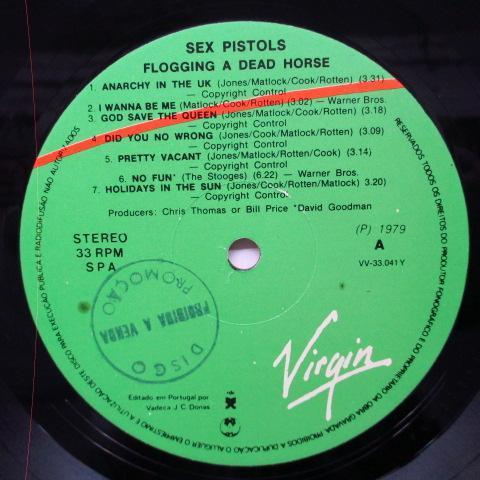 SEX PISTOLS
FLOGGING A DEAD HORSE
1. ANARCHY IN THE UK (Jones/Matlock/Cook/Rotten) (3.31)
— Copyright Control
2. I WANNA BE ME (Matlock/Cook/Rotten) (3.02) — Warner Bros.
3. GOD SAVE THE QUEEN (Jones/Matlock/Cook/Rotten) (3.18)
— Copyright Control
4. DID YOU NO WRONG (Jones/Matlock/Cook/Rotten) (3.09)
— Copyright Control
5. PRETTY VACANT (Jones/Matlock/Cook/Rotten) (3.14)
— Copyright Control
6. NO FUN* (The Stooges) (6.22) — Warner Bros.
7. HOLIDAYS IN THE SUN (Jones/Cook/Rotten/Matlock) 3.20)
— Copyright Control
Producers: Chris Thomas or Bill Price *David Goodman
STEREO
33 RPM
SPA
(P) 1979
A
VV-33.041 Y
DISCO
PROIBIDA A VENDA
PROMOÇÃO
Virgin
Editado em Portugal por
Vadeca J C Donas
RESERVADOS TODOS OS DIREITOS DO PRODUTOR FONOGRÁFICO E DO PROPRIETÁRIO DA OBRA GRAVADA. PROIBIDOS A DUPLICAÇÃO O ALUGUER O EMPRÉSTIMO E A UTILIZAÇÃO DESTE DISCO PARA EXECUÇÃO PUBLICA E RADIODIFUSÃO NÃO AUTORIZADOS